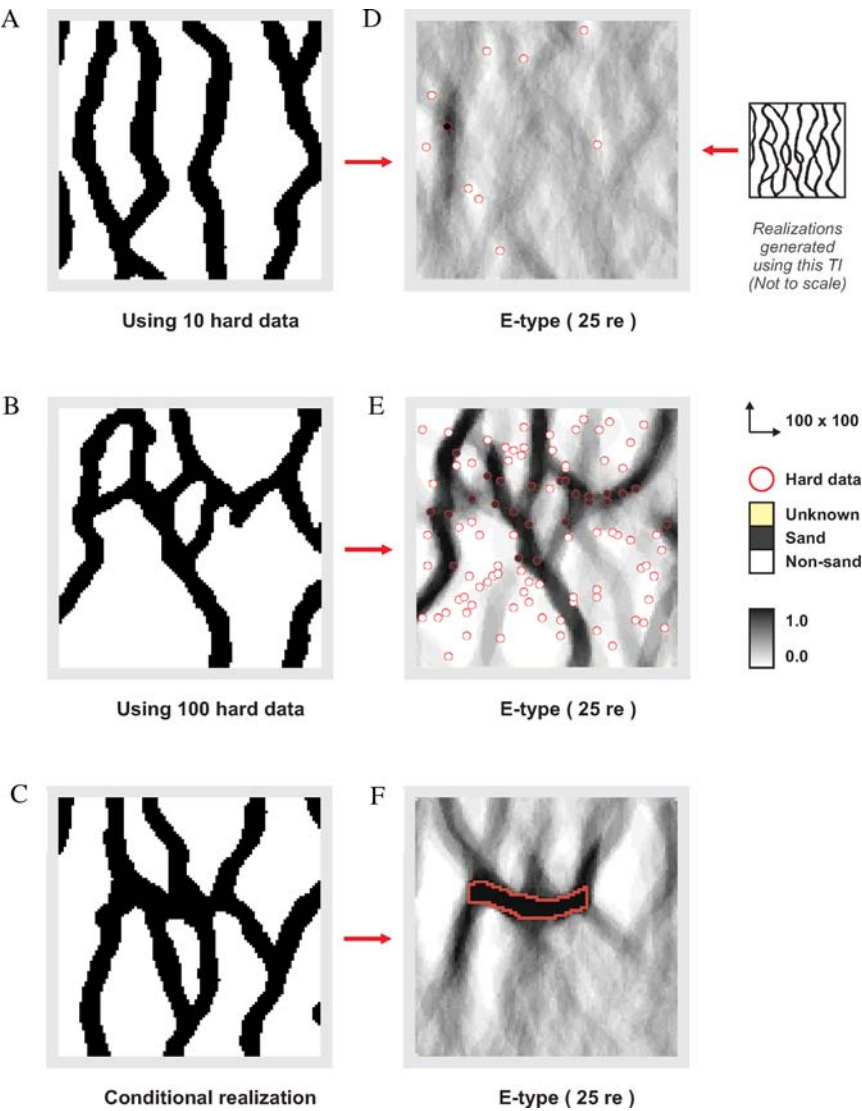 A
D
Realizations
generated
using this TI
(Not to scale)
Using 10 hard data
E-type ( 25 re )
B
E
100 x 100
Hard data
Unknown
Sand
Non-sand
1.0
0.0
Using 100 hard data
E-type ( 25 re )
C
F
Conditional realization
E-type ( 25 re )